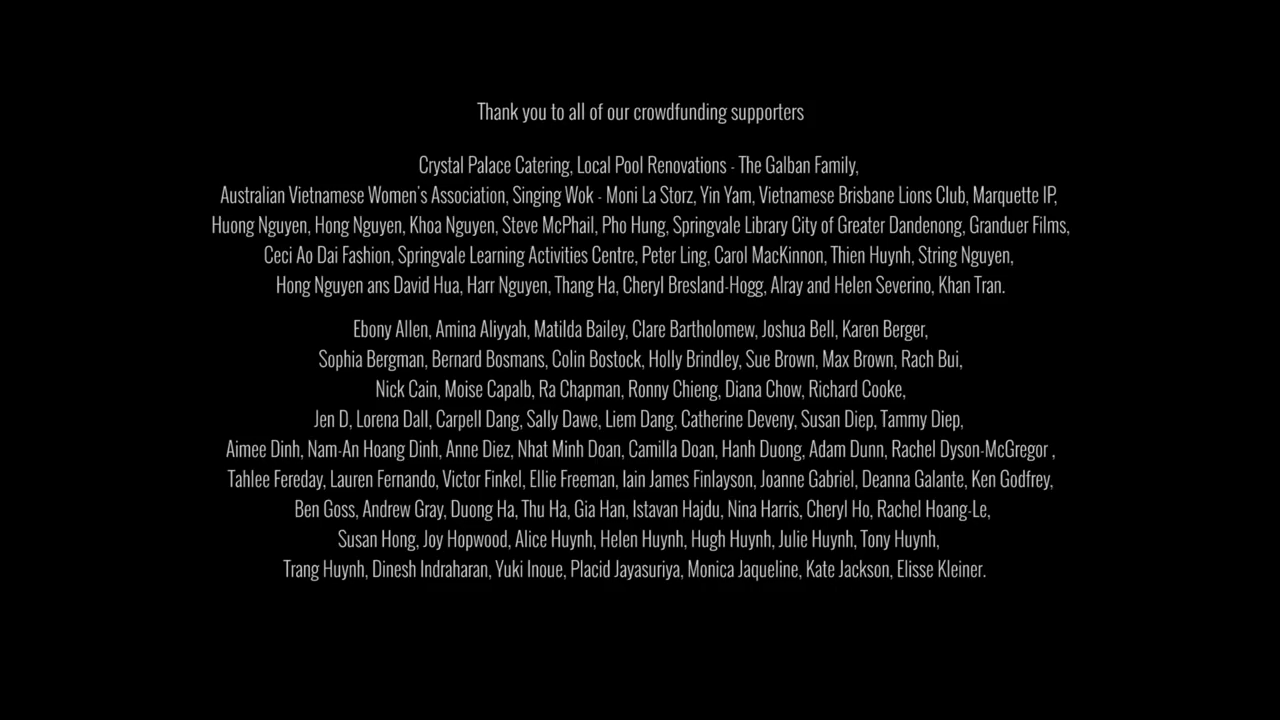 Thank you to all of our crowdfunding supporters
Crystal Palace Catering, Local Pool Renovations - The Galban Family,
Australian Vietnamese Women's Association, Singing Wok - Moni La Storz, Yin Yam, Vietnamese Brisbane Lions Club, Marquette IP,
Huong Nguyen, Hong Nguyen, Khoa Nguyen, Steve McPhail, Pho Hung, Springvale Library City of Greater Dandenong, Granduer Films,
Ceci Ao Dai Fashion, Springvale Learning Activities Centre, Peter Ling, Carol MacKinnon, Thien Huynh, String Nguyen,
Hong Nguyen ans David Hua, Harr Nguyen, Thang Ha, Cheryl Bresland-Hogg, Alray and Helen Severino, Khan Tran.
Ebony Allen, Amina Aliyyah, Matilda Bailey, Clare Bartholomew, Joshua Bell, Karen Berger,
Sophia Bergman, Bernard Bosmans, Colin Bostock, Holly Brindley, Sue Brown, Max Brown, Rach Bui,
Nick Cain, Moise Capalb, Ra Chapman, Ronny Chieng, Diana Chow, Richard Cooke,
Jen D, Lorena Dall, Carpell Dang, Sally Dawe, Liem Dang, Catherine Deveny, Susan Diep, Tammy Diep,
Aimee Dinh, Nam-An Hoang Dinh, Anne Diez, Nhat Minh Doan, Camilla Doan, Hanh Duong, Adam Dunn, Rachel Dyson-McGregor ,
Tahlee Fereday, Lauren Fernando, Victor Finkel, Ellie Freeman, Iain James Finlayson, Joanne Gabriel, Deanna Galante, Ken Godfrey,
Ben Goss, Andrew Gray, Duong Ha, Thu Ha, Gia Han, Istavan Hajdu, Nina Harris, Cheryl Ho, Rachel Hoang-Le,
Susan Hong, Joy Hopwood, Alice Huynh, Helen Huynh, Hugh Huynh, Julie Huynh, Tony Huynh,
Trang Huynh, Dinesh Indraharan, Yuki Inoue, Placid Jayasuriya, Monica Jaqueline, Kate Jackson, Elisse Kleiner.